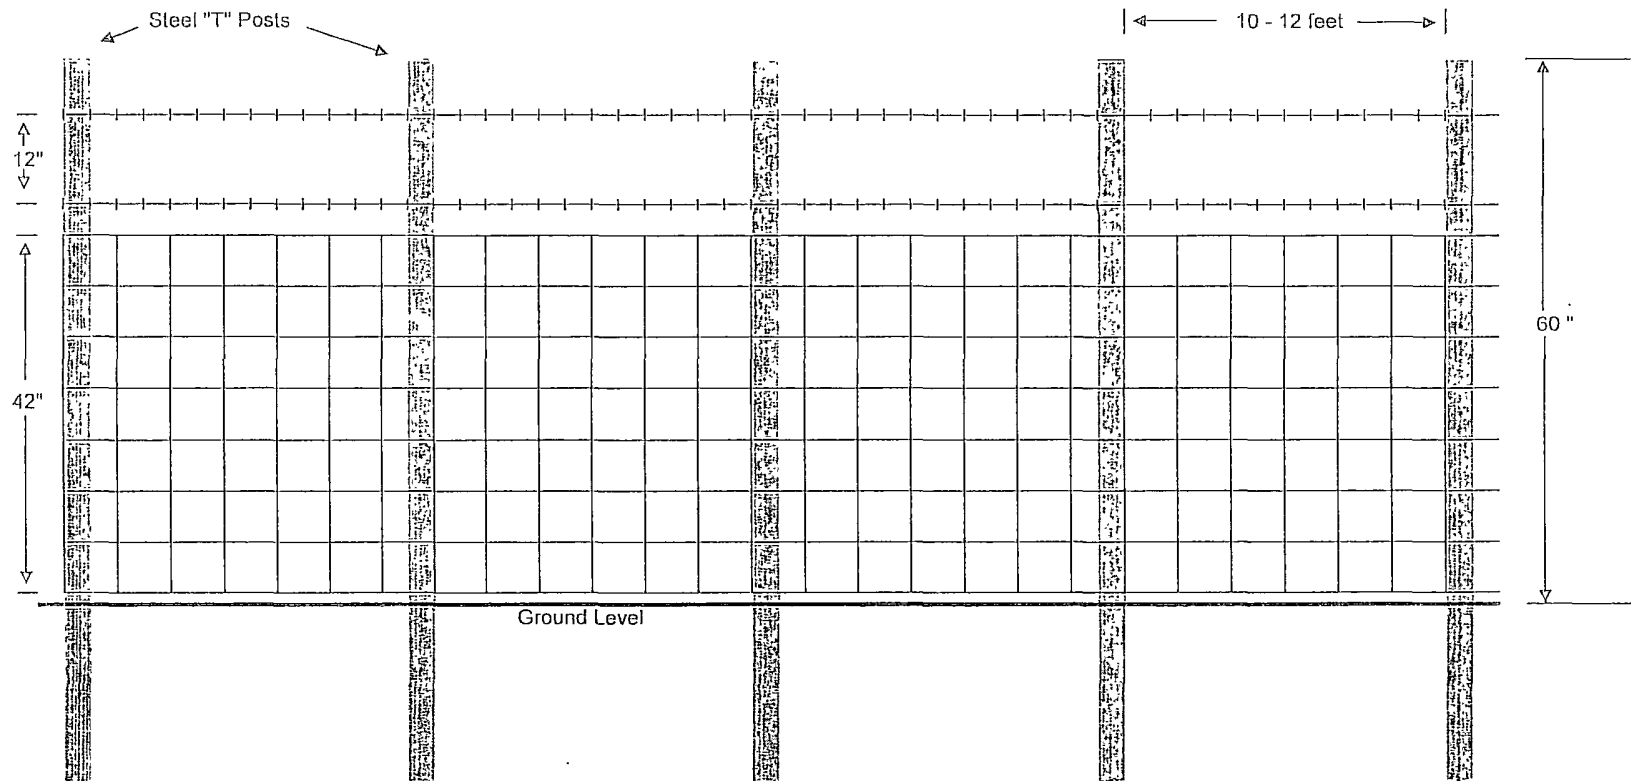 Steel "T" Posts
10 - 12 feet
12"
42"
60 "
Ground Level